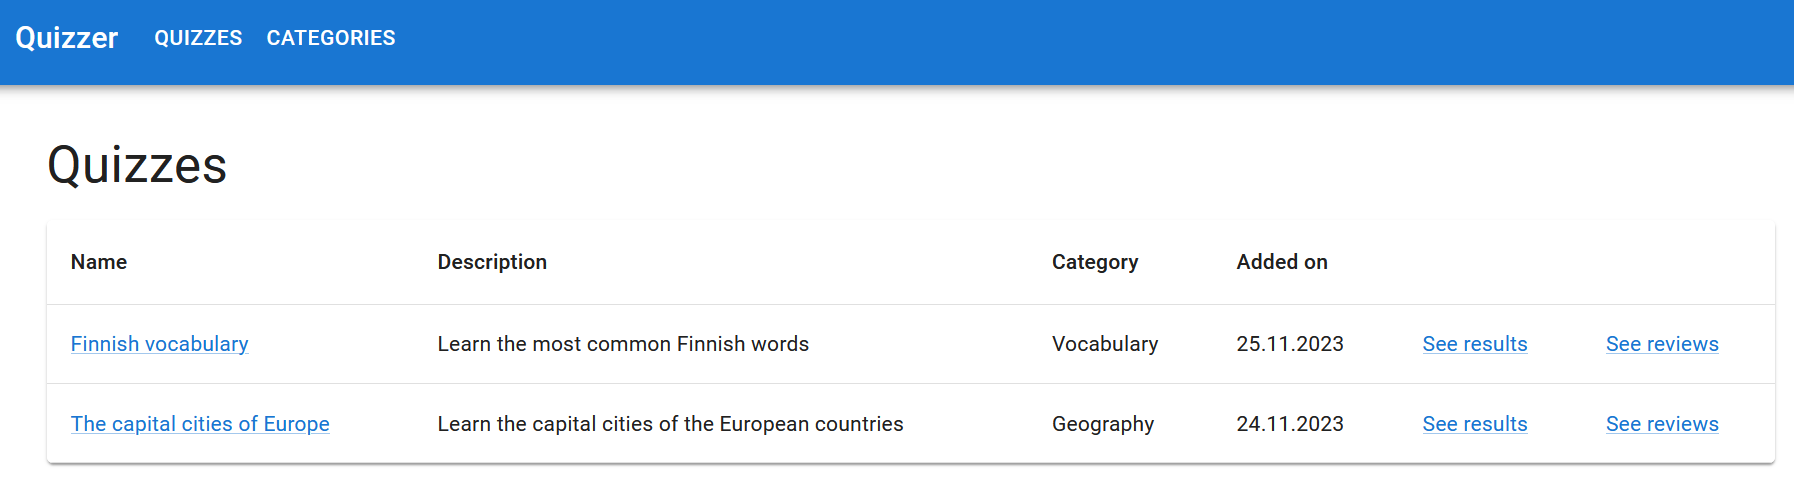 Quizzer QUIZZES CATEGORIES
Quizzes
Name Description Category Added on
Finnish vocabulary Learn the most common Finnish words Vocabulary 25.11.2023 See results See reviews
The capital cities of Europe Learn the capital cities of the European countries Geography 24.11.2023 See results See reviews